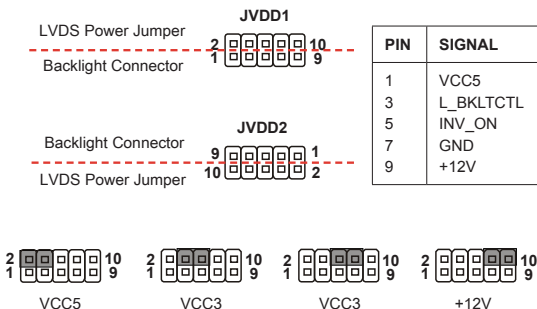 JVDD1
LVDS Power Jumper
2 10
1 9
Backlight Connector
JVDD2
Backlight Connector
9 1
10 2
LVDS Power Jumper
PIN SIGNAL
1 VCC5
3 L_BKLTCTL
5 INV_ON
7 GND
9 +12V
2 10 2 10 2 10 2 10
1 9 1 9 1 9 1 9
VCC5 VCC3 VCC3 +12V